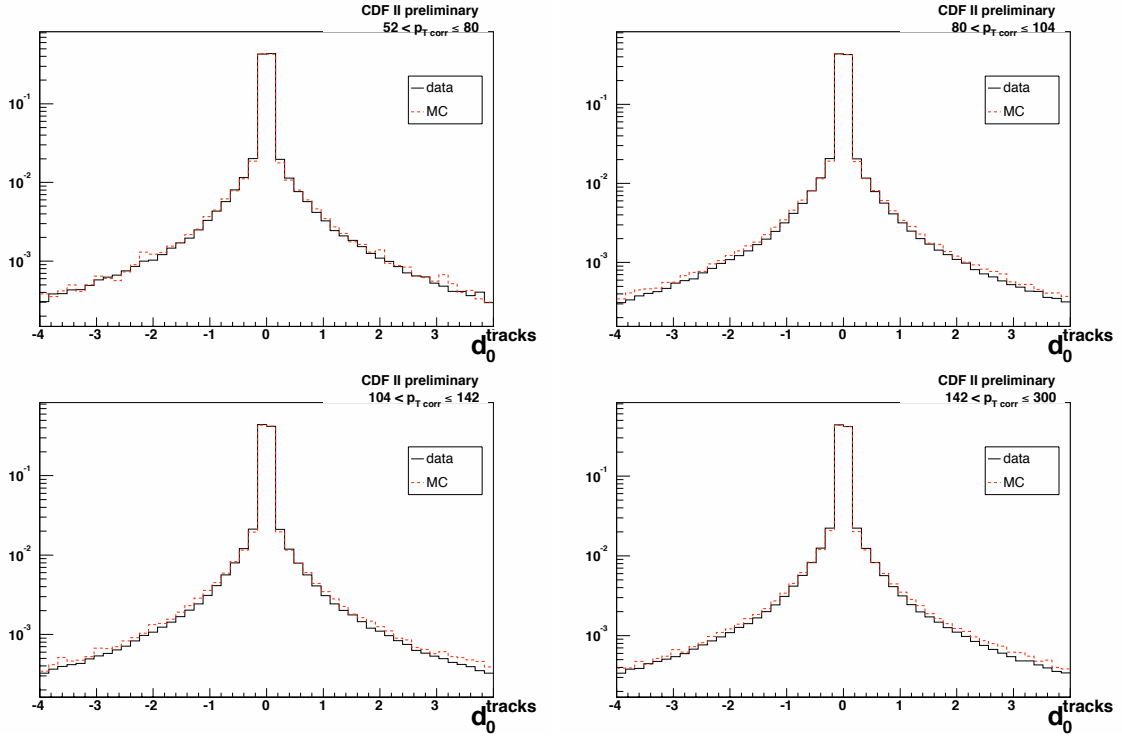 CDF II preliminary
52 < p_T corr ≤ 80
data
MC
10^-1
10^-2
10^-3
-4 -3 -2 -1 0 1 2 3
d_0^tracks
CDF II preliminary
80 < p_T corr ≤ 104
data
MC
10^-1
10^-2
10^-3
-4 -3 -2 -1 0 1 2 3
d_0^tracks
CDF II preliminary
104 < p_T corr ≤ 142
data
MC
10^-1
10^-2
10^-3
-4 -3 -2 -1 0 1 2 3
d_0^tracks
CDF II preliminary
142 < p_T corr ≤ 300
data
MC
10^-1
10^-2
10^-3
-4 -3 -2 -1 0 1 2 3
d_0^tracks